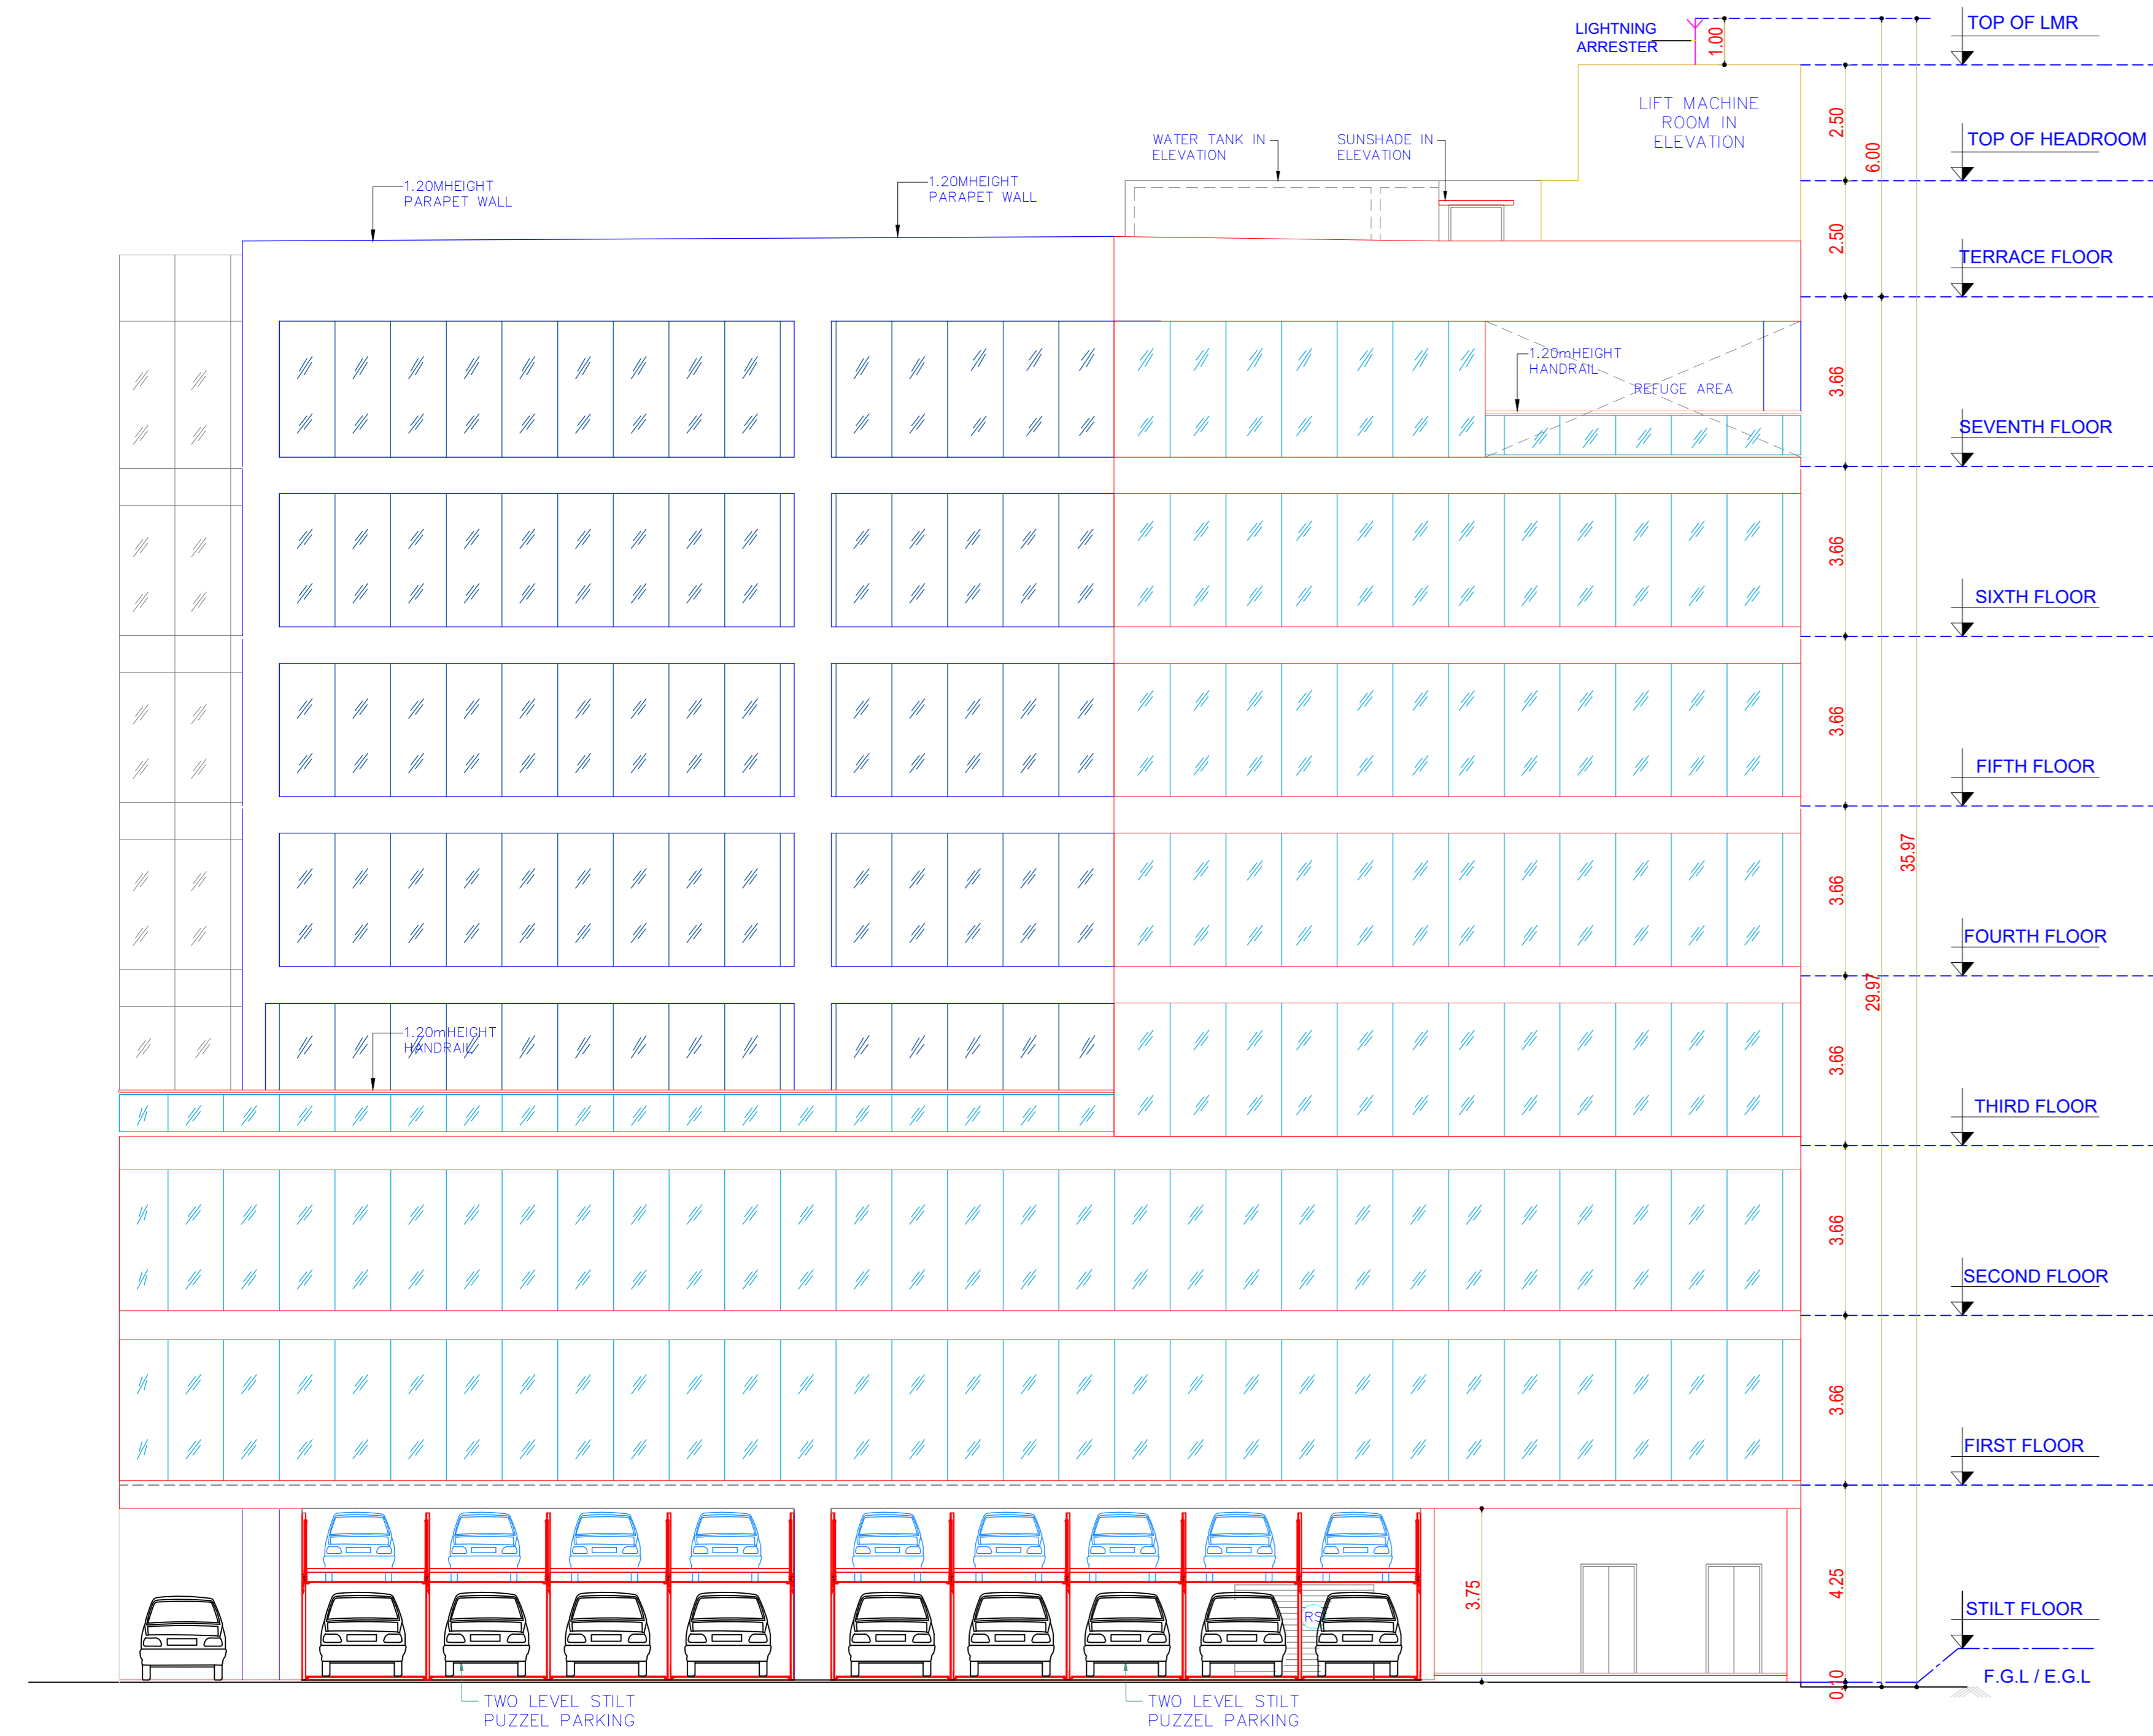 LIGHTNING
ARRESTER
1.00
TOP OF LMR
LIFT MACHINE
ROOM IN
ELEVATION
2.50
6.00
TOP OF HEADROOM
WATER TANK IN
ELEVATION
SUNSHADE IN
ELEVATION
1.20MHEIGHT
PARAPET WALL
1.20MHEIGHT
PARAPET WALL
2.50
TERRACE FLOOR
1.20mHEIGHT
HANDRAIL
REFUGE AREA
3.66
SEVENTH FLOOR
3.66
SIXTH FLOOR
3.66
FIFTH FLOOR
35.97
3.66
FOURTH FLOOR
29.97
1.20mHEIGHT
HANDRAIL
3.66
THIRD FLOOR
3.66
SECOND FLOOR
3.66
FIRST FLOOR
3.75
4.25
RS
STILT FLOOR
0.10
F.G.L / E.G.L
TWO LEVEL STILT
PUZZEL PARKING
TWO LEVEL STILT
PUZZEL PARKING